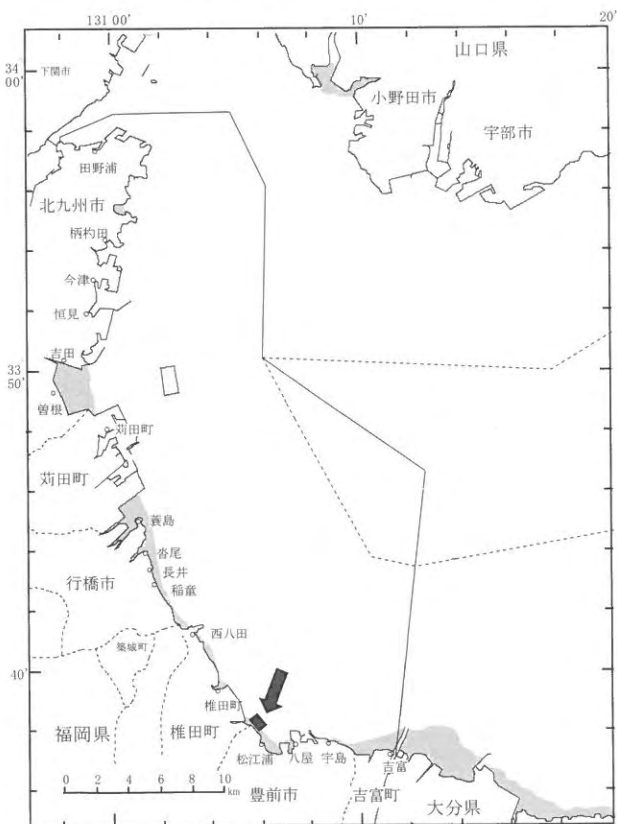 131 00′
10′
20′
34
00′
下関市
山口県
小野田市
宇部市
田野浦
北九州市
柄杓田
今津
恒見
33
50′
吉田
曽根
苅田町
苅田町
蓑島
沓尾
長井
行橋市
稲童
西八田
築城町
40′
椎田町
福岡県
椎田町
松江浦
八屋
宇島
吉富
0 2 4 6 8 10
km
豊前市
吉富町
大分県